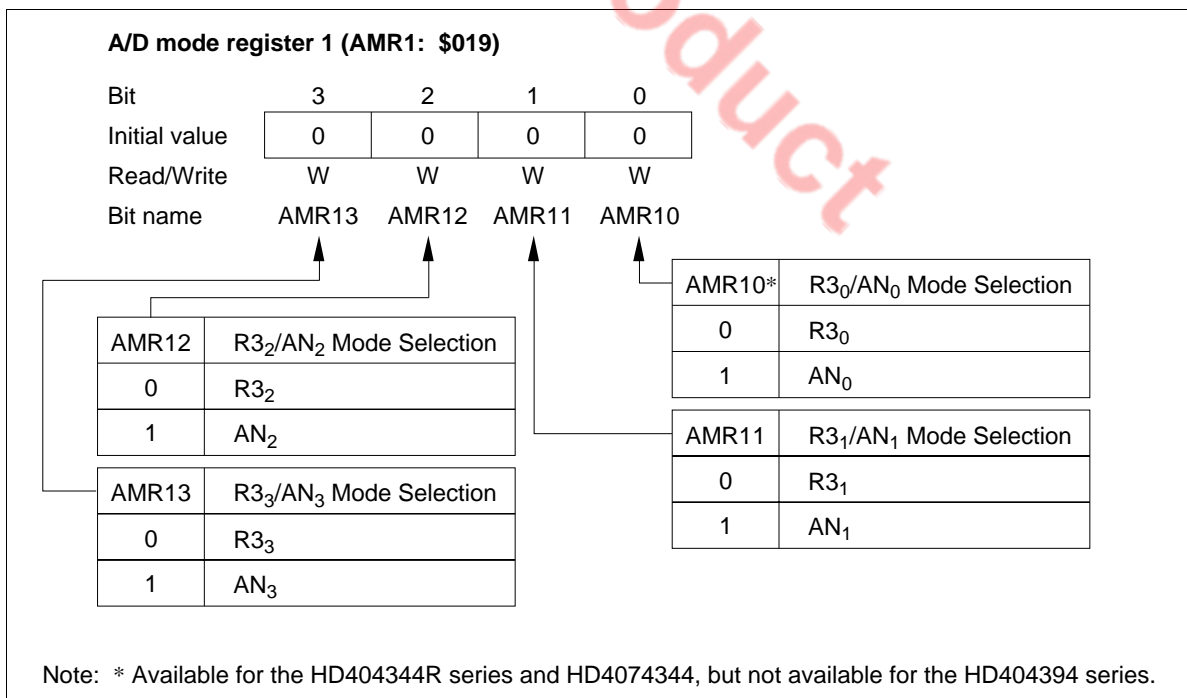 A/D mode register 1 (AMR1: $019)
Bit 3 2 1 0
Initial value 0 0 0 0
Read/Write W W W W
Bit name AMR13 AMR12 AMR11 AMR10
AMR10* R3₀/AN₀ Mode Selection
0 R3₀
1 AN₀
AMR12 R3₂/AN₂ Mode Selection
0 R3₂
1 AN₂
AMR11 R3₁/AN₁ Mode Selection
0 R3₁
1 AN₁
AMR13 R3₃/AN₃ Mode Selection
0 R3₃
1 AN₃
Note: * Available for the HD404344R series and HD4074344, but not available for the HD404394 series.